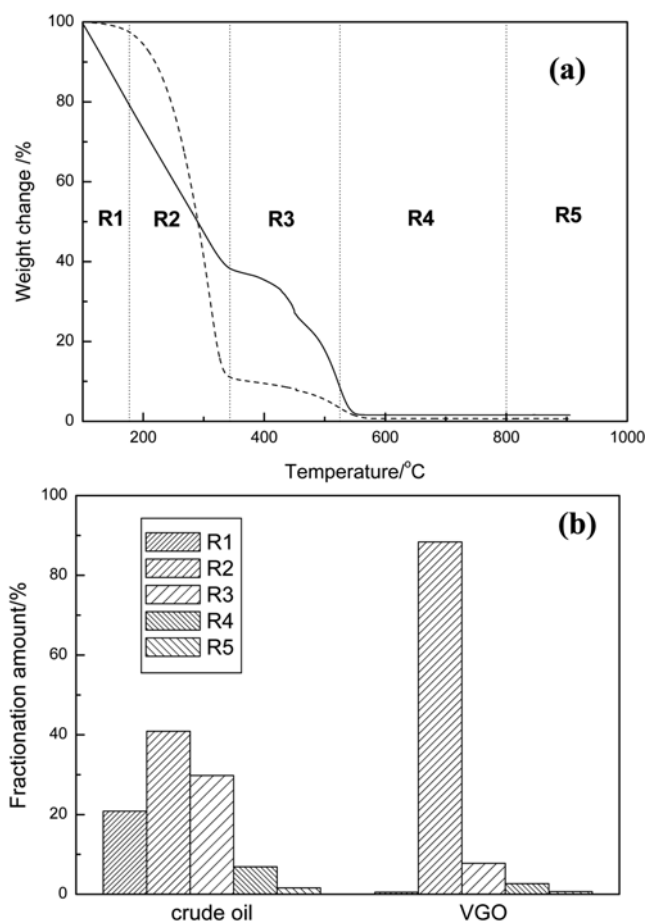 (a)
100
80
60
40
20
0
Weight change /%
R1 R2 R3 R4 R5
200 400 600 800 1000
Temperature/°C
(b)
100
80
60
40
20
0
Fractionation amount/%
R1
R2
R3
R4
R5
crude oil VGO